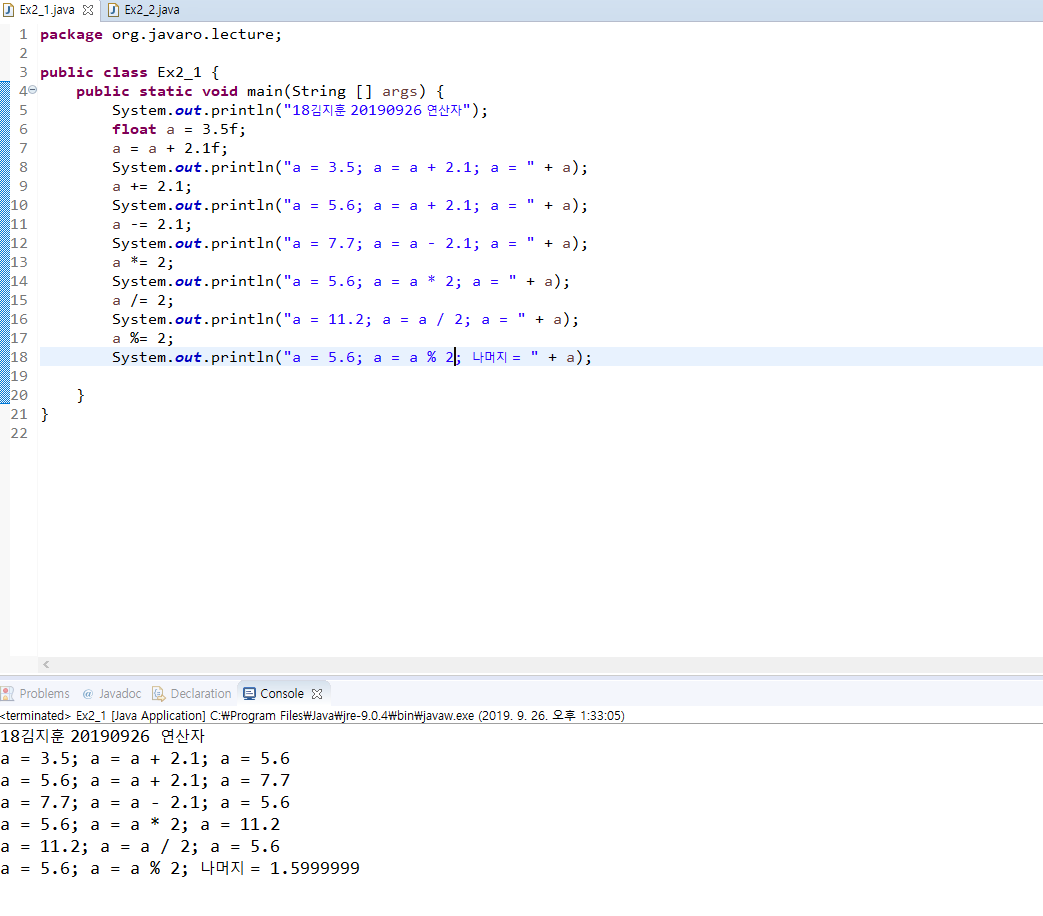 Ex2_1.java Ex2_2.java
1 package org.javaro.lecture;
2
3 public class Ex2_1 {
4 public static void main(String [] args) {
5 System.out.println("18김지훈 20190926 연산자");
6 float a = 3.5f;
7 a = a + 2.1f;
8 System.out.println("a = 3.5; a = a + 2.1; a = " + a);
9 a += 2.1;
10 System.out.println("a = 5.6; a = a + 2.1; a = " + a);
11 a -= 2.1;
12 System.out.println("a = 7.7; a = a - 2.1; a = " + a);
13 a *= 2;
14 System.out.println("a = 5.6; a = a * 2; a = " + a);
15 a /= 2;
16 System.out.println("a = 11.2; a = a / 2; a = " + a);
17 a %= 2;
18 System.out.println("a = 5.6; a = a % 2; 나머지 = " + a);
19
20 }
21 }
22
Problems @ Javadoc Declaration Console
<terminated> Ex2_1 [Java Application] C:₩Program Files₩Java₩jre-9.0.4₩bin₩javaw.exe (2019. 9. 26. 오후 1:33:05)
18김지훈 20190926 연산자
a = 3.5; a = a + 2.1; a = 5.6
a = 5.6; a = a + 2.1; a = 7.7
a = 7.7; a = a - 2.1; a = 5.6
a = 5.6; a = a * 2; a = 11.2
a = 11.2; a = a / 2; a = 5.6
a = 5.6; a = a % 2; 나머지 = 1.5999999